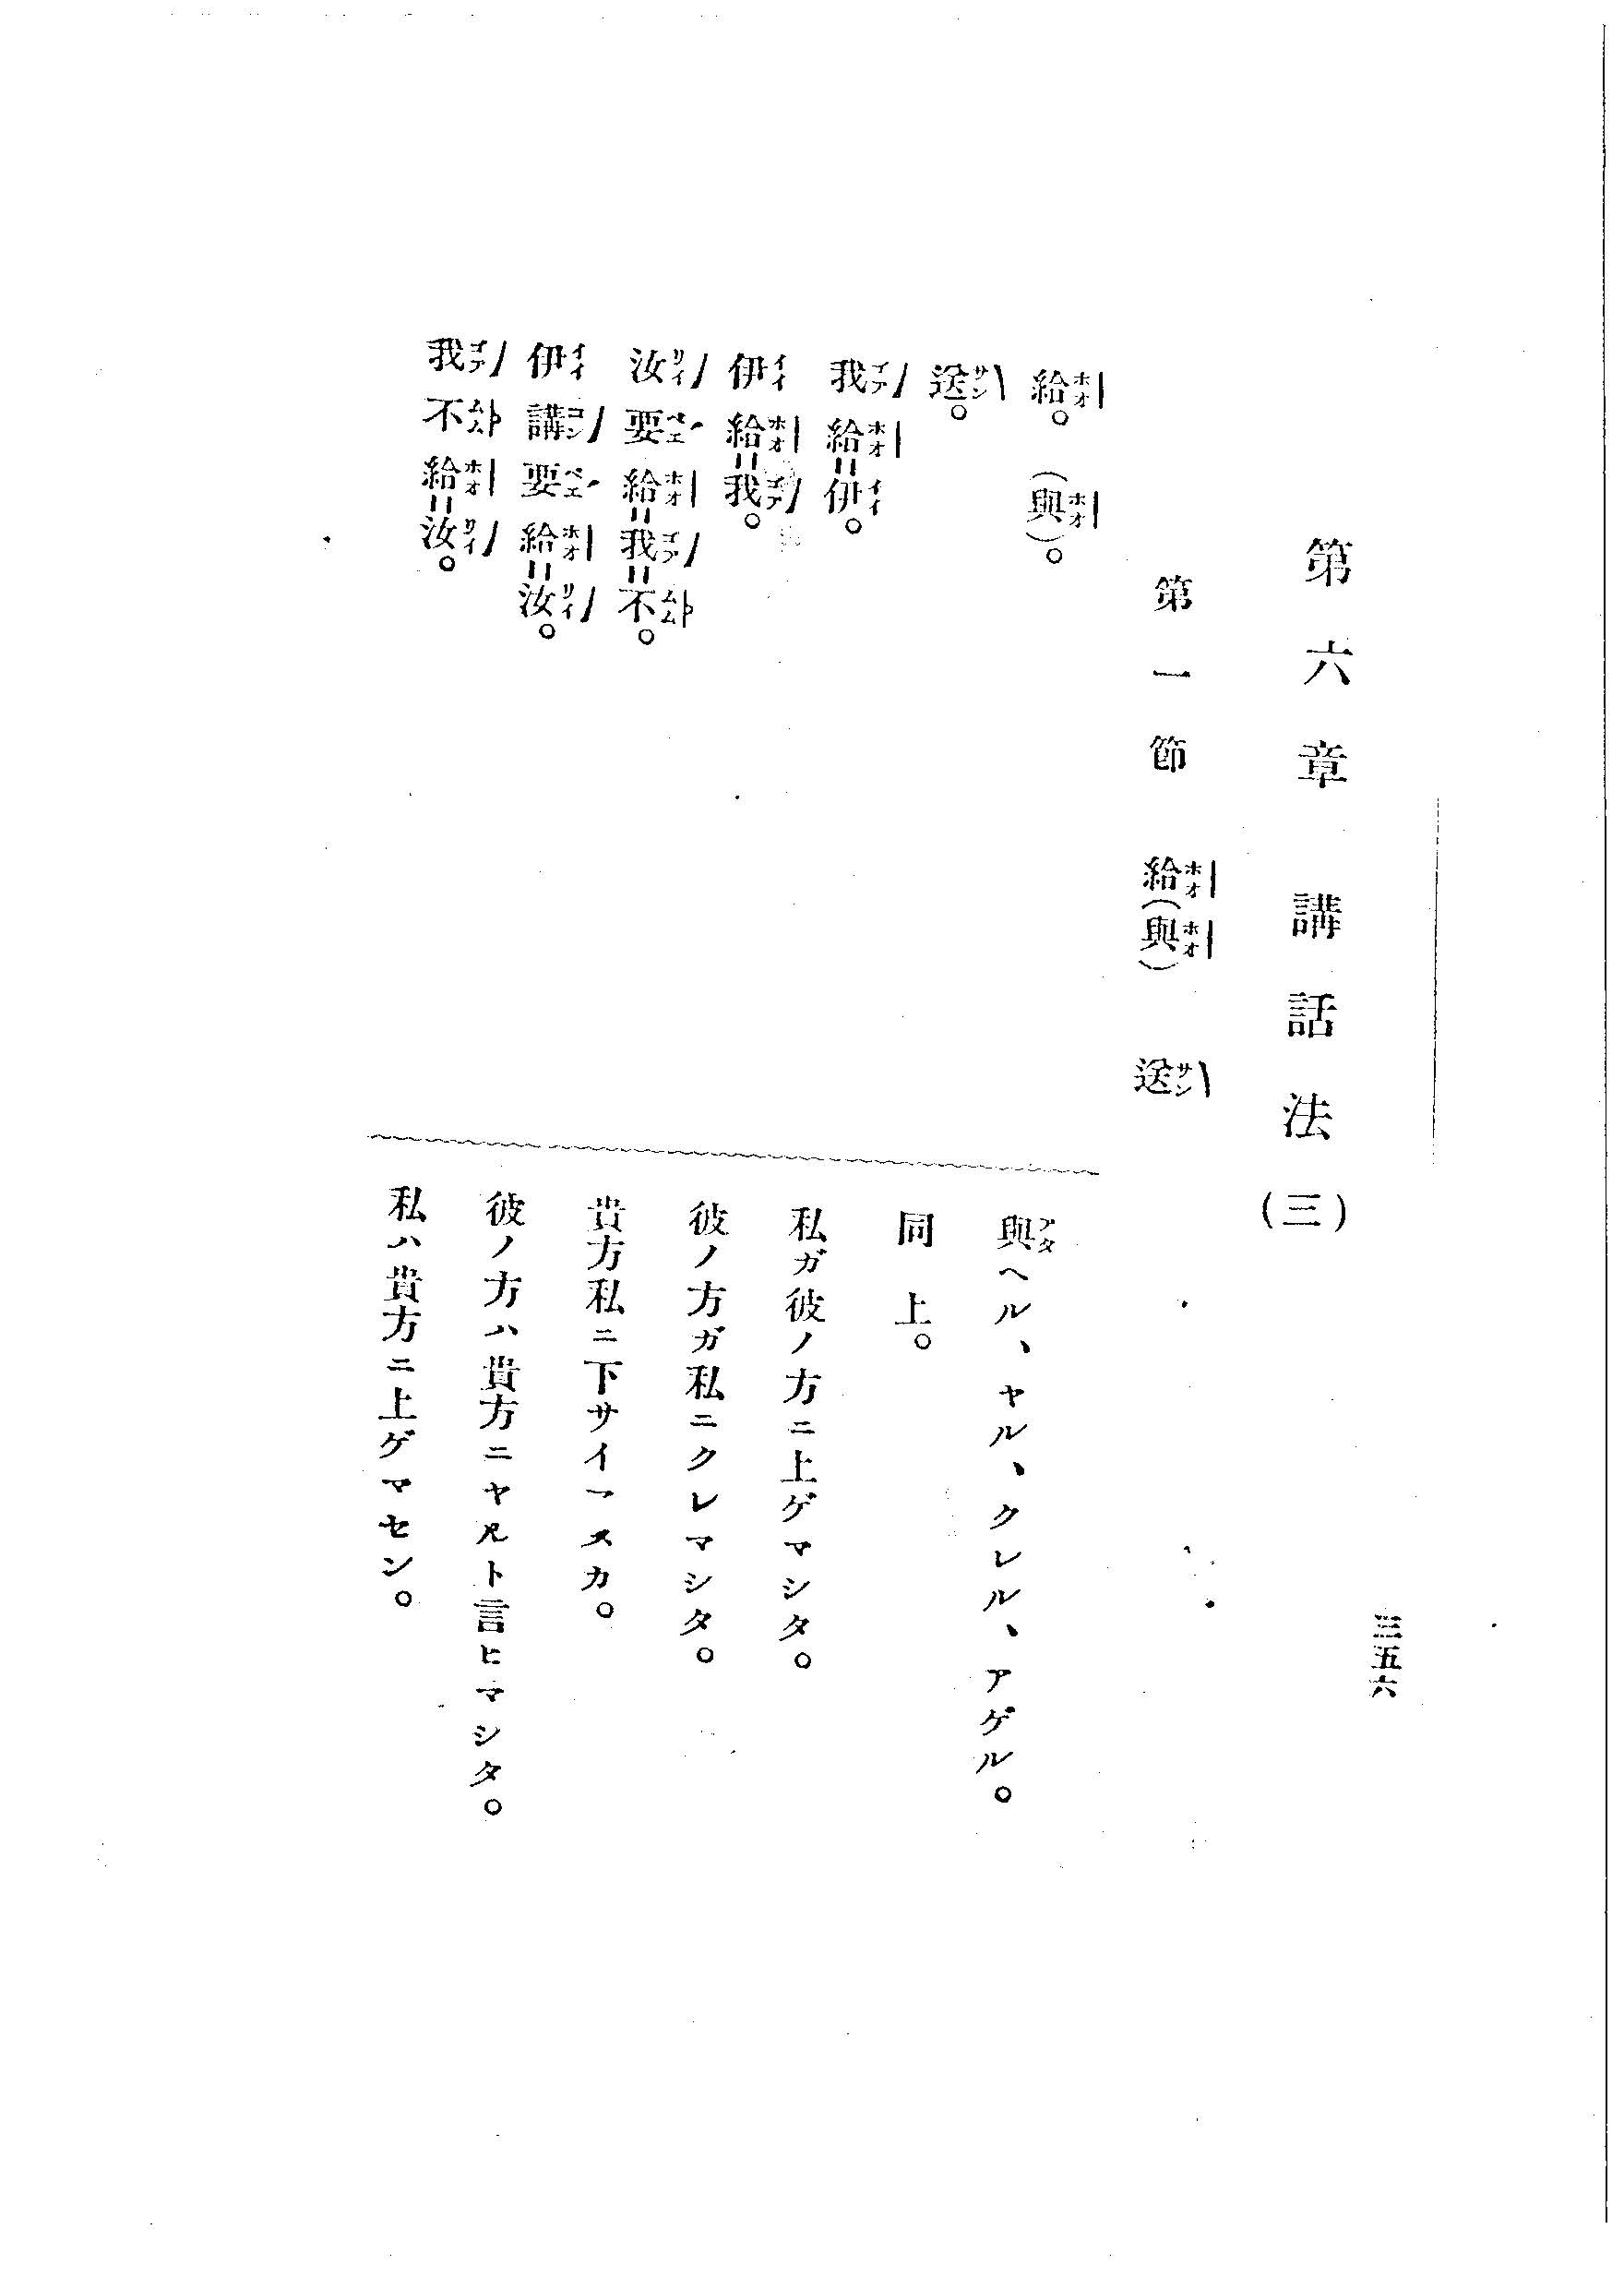 三五六
第六章 講話法 (三)
第一節 給(與) 送
給。 (與)。
送。
我給=伊。
伊給=我。
汝要給=我=不。
伊講要給=汝。
我不給=汝。
與ヘル、ヤル、クレル、アゲル。
同上。
私ガ彼ノ方ニ上ゲマシタ。
彼ノ方ガ私ニクレマシタ。
貴方私ニ下サイマスカ。
彼ノ方ハ貴方ニヤルト言ヒマシタ。
私ハ貴方ニ上ゲマセン。